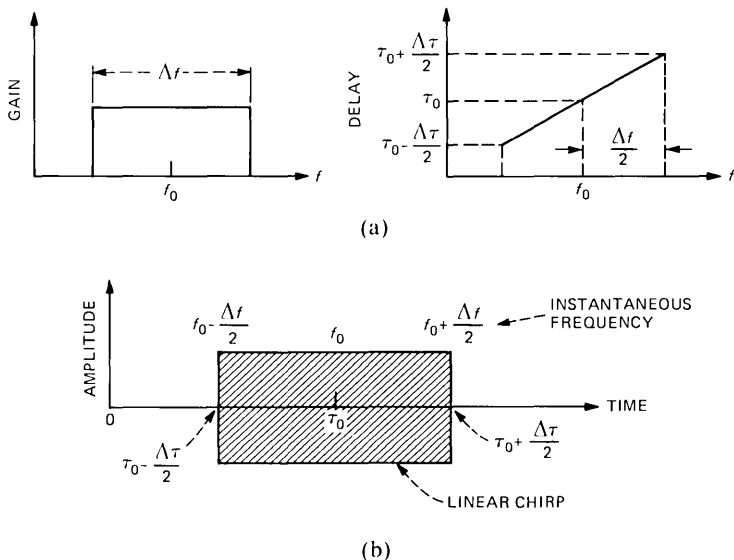 GAIN
Δf
f₀
f
(a)
DELAY
τ₀+ Δτ/2
τ₀
τ₀- Δτ/2
Δf/2
f₀
f
(b)
AMPLITUDE
f₀- Δf/2
f₀
f₀+ Δf/2
INSTANTANEOUS
FREQUENCY
0
τ₀
TIME
τ₀- Δτ/2
τ₀+ Δτ/2
LINEAR CHIRP